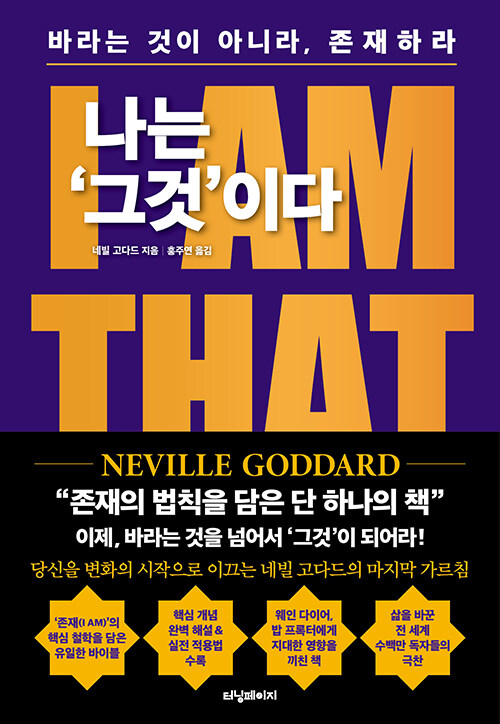 바라는 것이 아니라, 존재하라
I AM
나는
‘그것’이다
네빌 고다드 지음 | 홍주연 옮김
THAT
NEVILLE GODDARD
“존재의 법칙을 담은 단 하나의 책”
이제, 바라는 것을 넘어서 ‘그것’이 되어라!
당신을 변화의 시작으로 이끄는 네빌 고다드의 마지막 가르침
‘존재(I AM)’의
핵심 철학을 담은
유일한 바이블
핵심 개념
완벽 해설 &
실전 적용법
수록
웨인 다이어,
밥 프록터에게
지대한 영향을
끼친 책
삶을 바꾼
전 세계
수백만 독자들의
극찬
터닝페이지